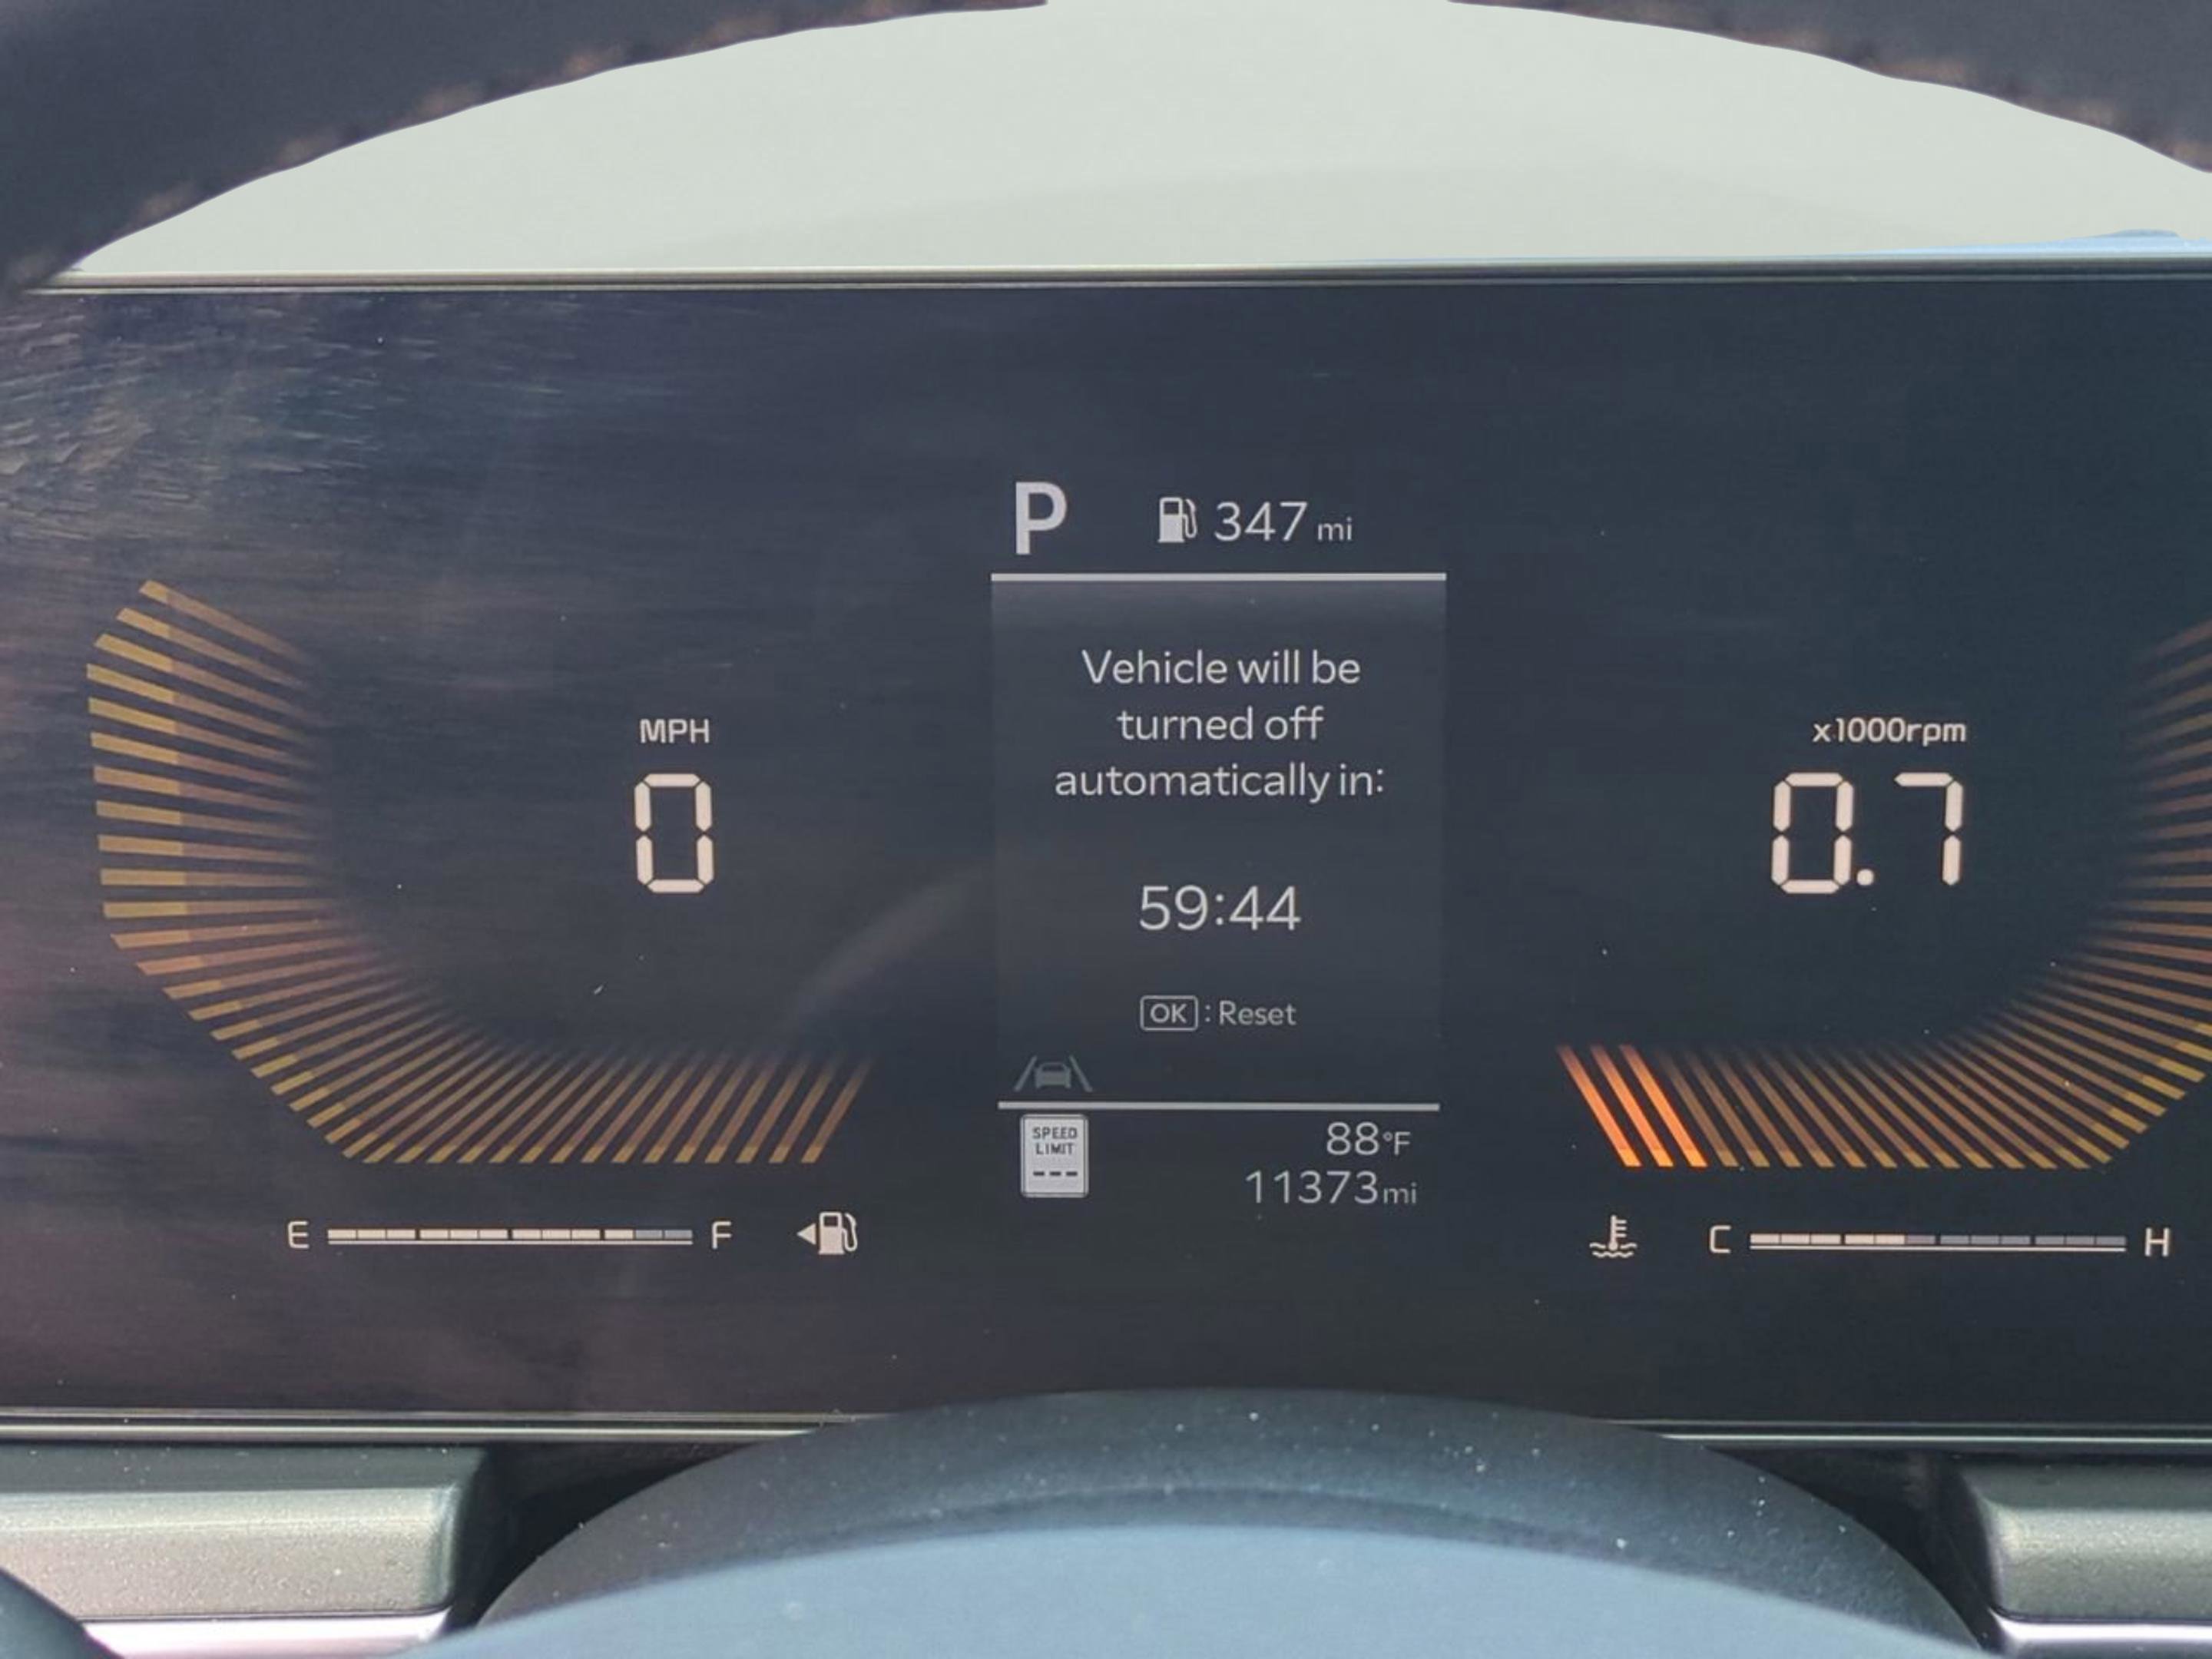 P 347 mi
Vehicle will be
turned off
automatically in:
MPH
0
59:44
OK : Reset
x1000rpm
0.7
SPEED
LIMIT
---
88°F
11373mi
E F
C H